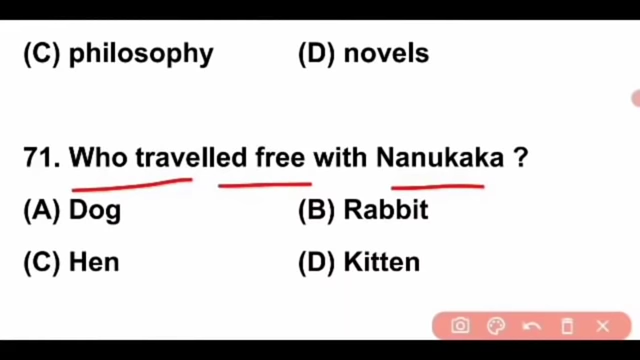 (C) philosophy (D) novels
71. Who travelled free with Nanukaka ?
(A) Dog (B) Rabbit
(C) Hen (D) Kitten